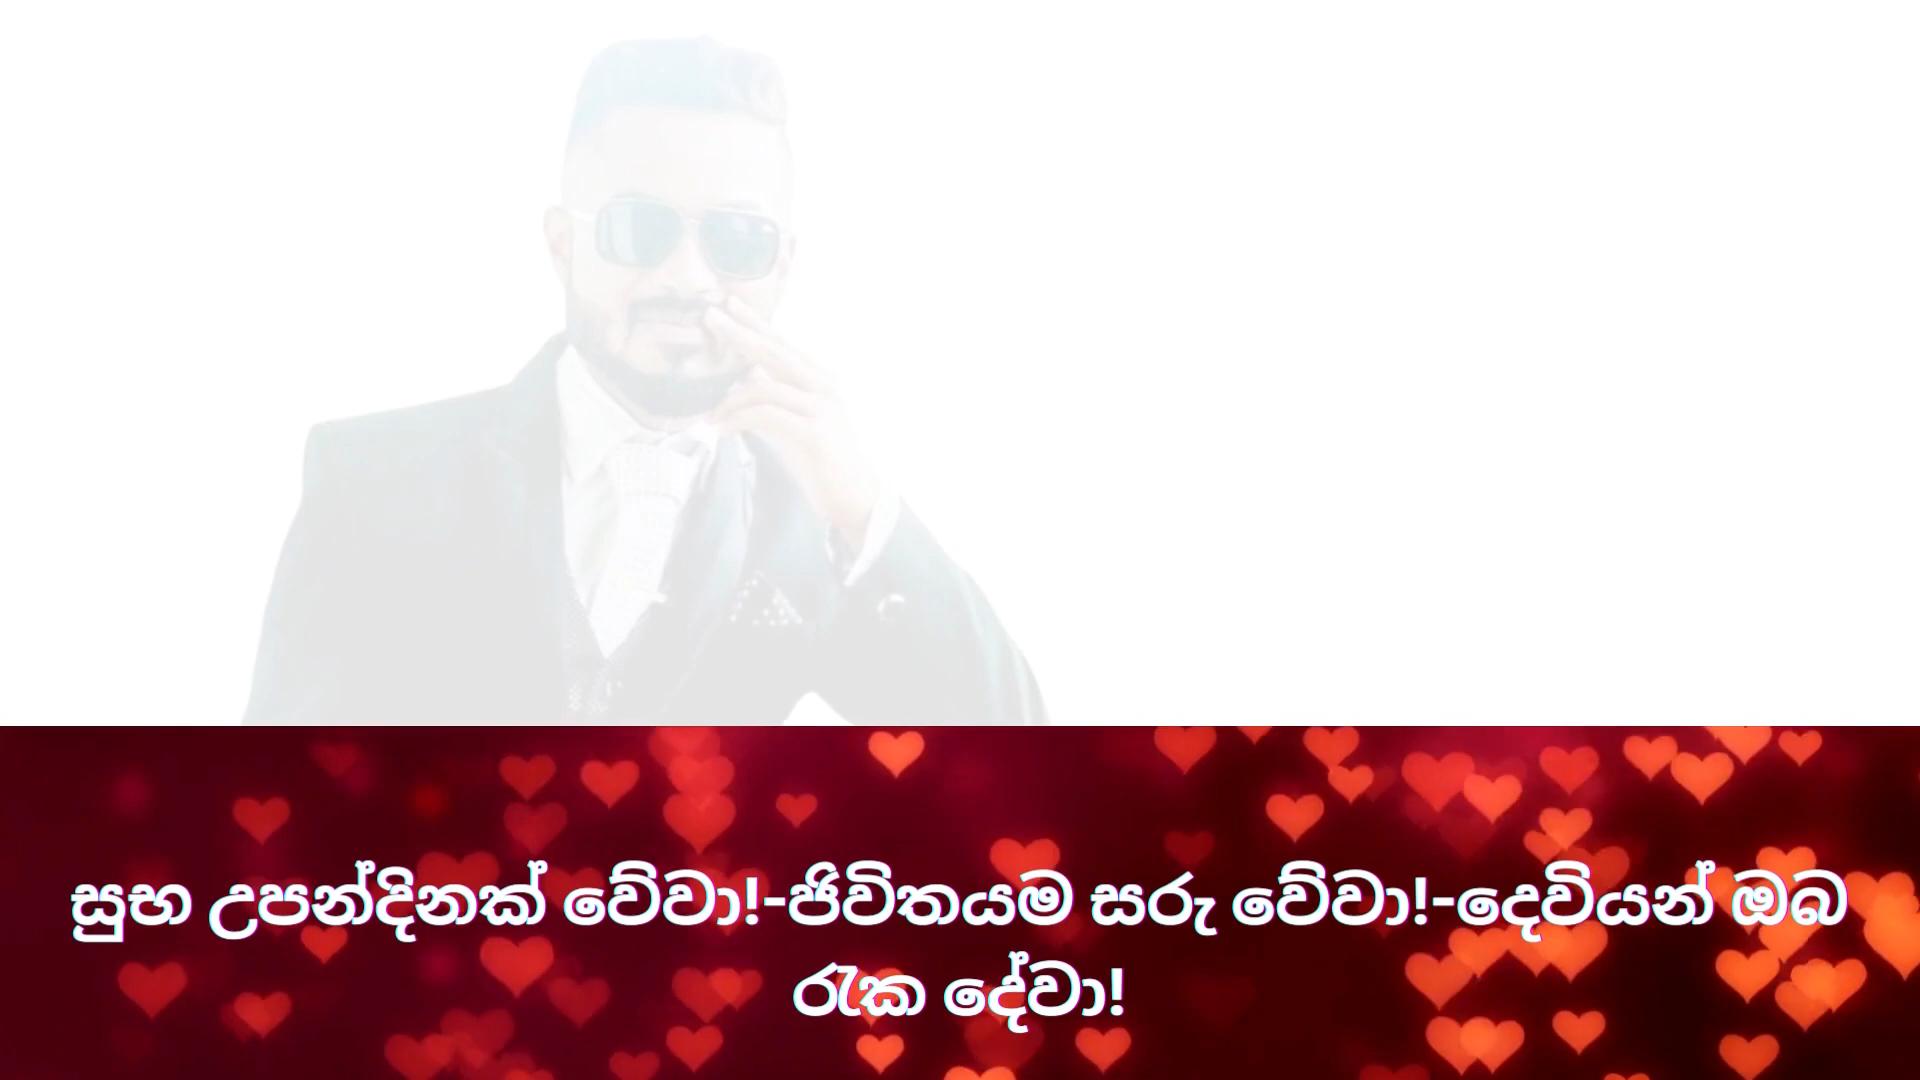 සුභ උපන්දිනක් වේවා!-ජිවිතයම සරු වේවා!-දෙවියන් ඔබ
රැක දේවා!